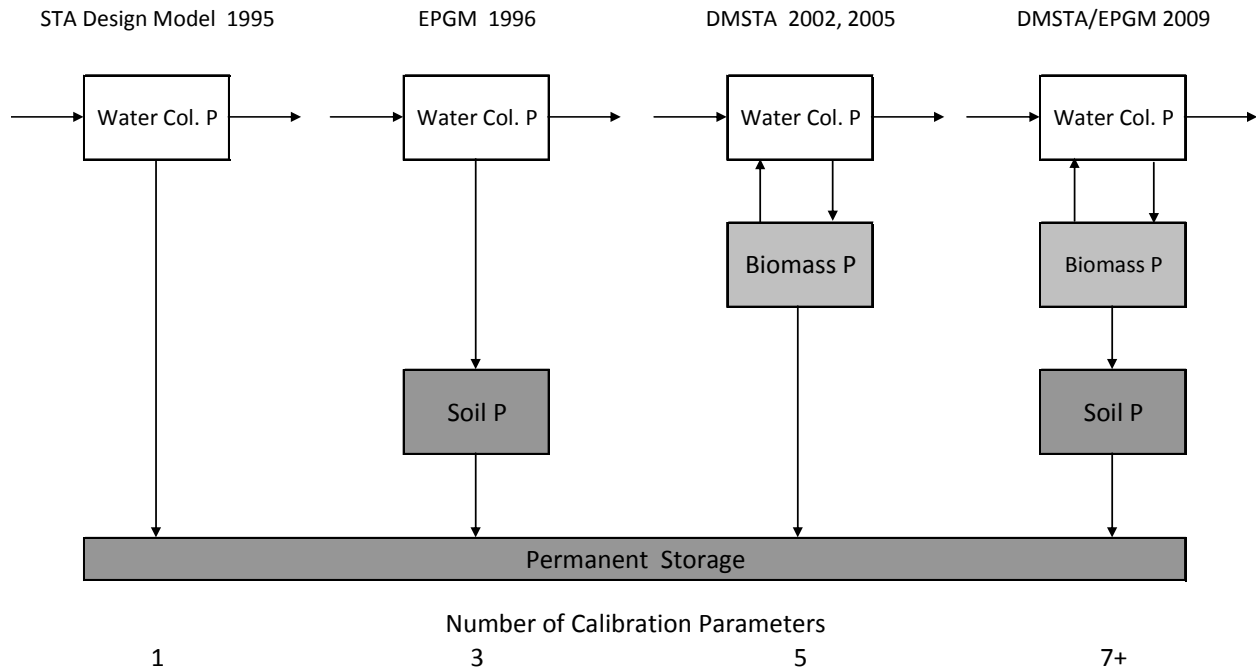 STA Design Model 1995
EPGM 1996
DMSTA 2002, 2005
DMSTA/EPGM 2009
Water Col. P
Water Col. P
Water Col. P
Water Col. P
Biomass P
Biomass P
Soil P
Soil P
Permanent Storage
Number of Calibration Parameters
1
3
5
7+